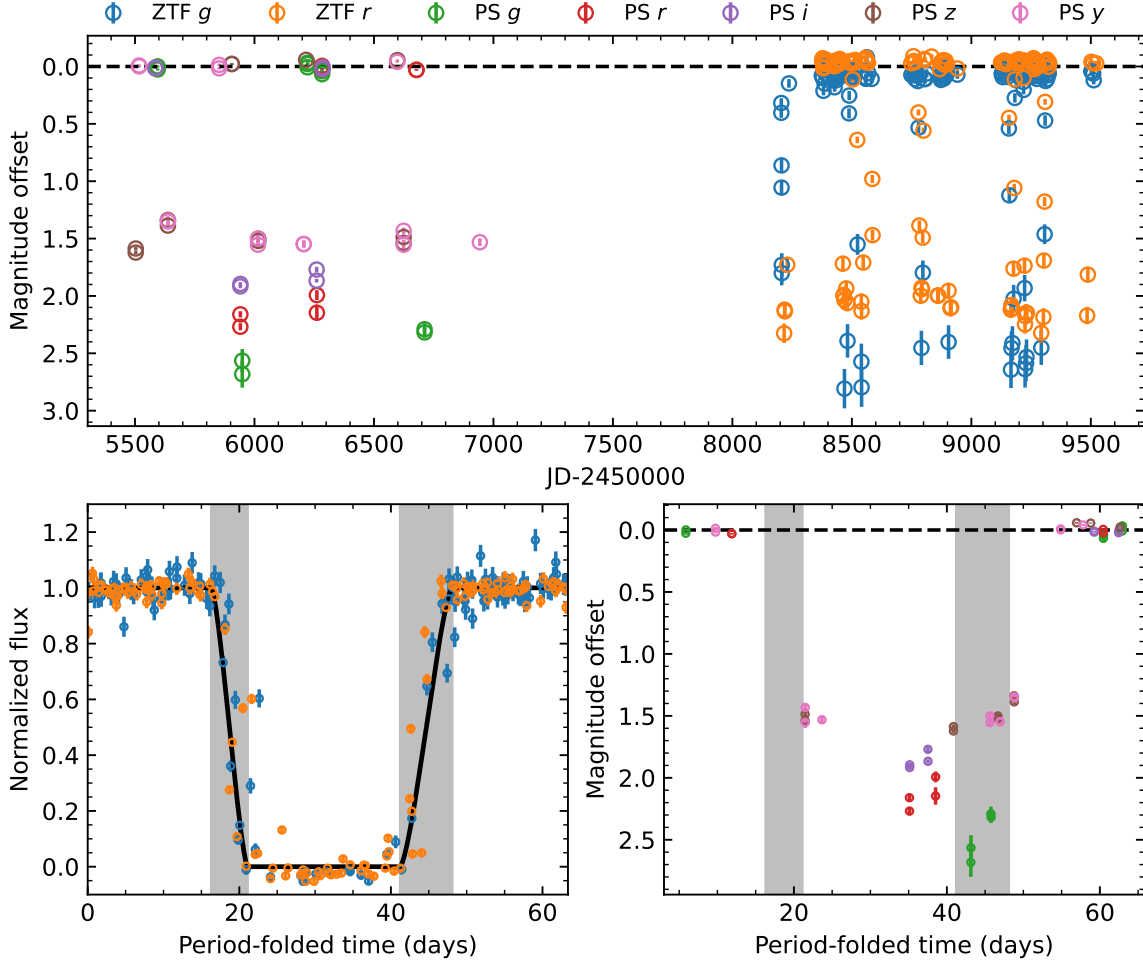 ZTF g ZTF r PS g PS r PS i PS z PS y
Magnitude offset
0.0
0.5
1.0
1.5
2.0
2.5
3.0
5500 6000 6500 7000 7500 8000 8500 9000 9500
JD-2450000
Normalized flux
1.2
1.0
0.8
0.6
0.4
0.2
0.0
0 20 40 60
Period-folded time (days)
Magnitude offset
0.0
0.5
1.0
1.5
2.0
2.5
20 40 60
Period-folded time (days)